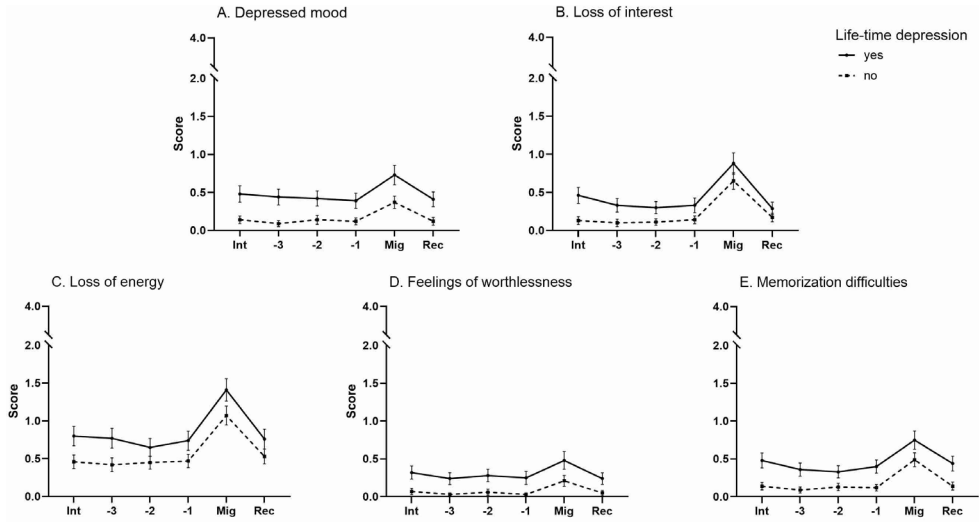 A. Depressed mood
B. Loss of interest
Life-time depression
yes
no
Score
4.0
2.0
1.5
1.0
0.5
0.0
Int -3 -2 -1 Mig Rec
Score
4.0
2.0
1.5
1.0
0.5
0.0
Int -3 -2 -1 Mig Rec
C. Loss of energy
D. Feelings of worthlessness
E. Memorization difficulties
Score
4.0
2.0
1.5
1.0
0.5
0.0
Int -3 -2 -1 Mig Rec
Score
4.0
2.0
1.5
1.0
0.5
0.0
Int -3 -2 -1 Mig Rec
Score
4.0
2.0
1.5
1.0
0.5
0.0
Int -3 -2 -1 Mig Rec